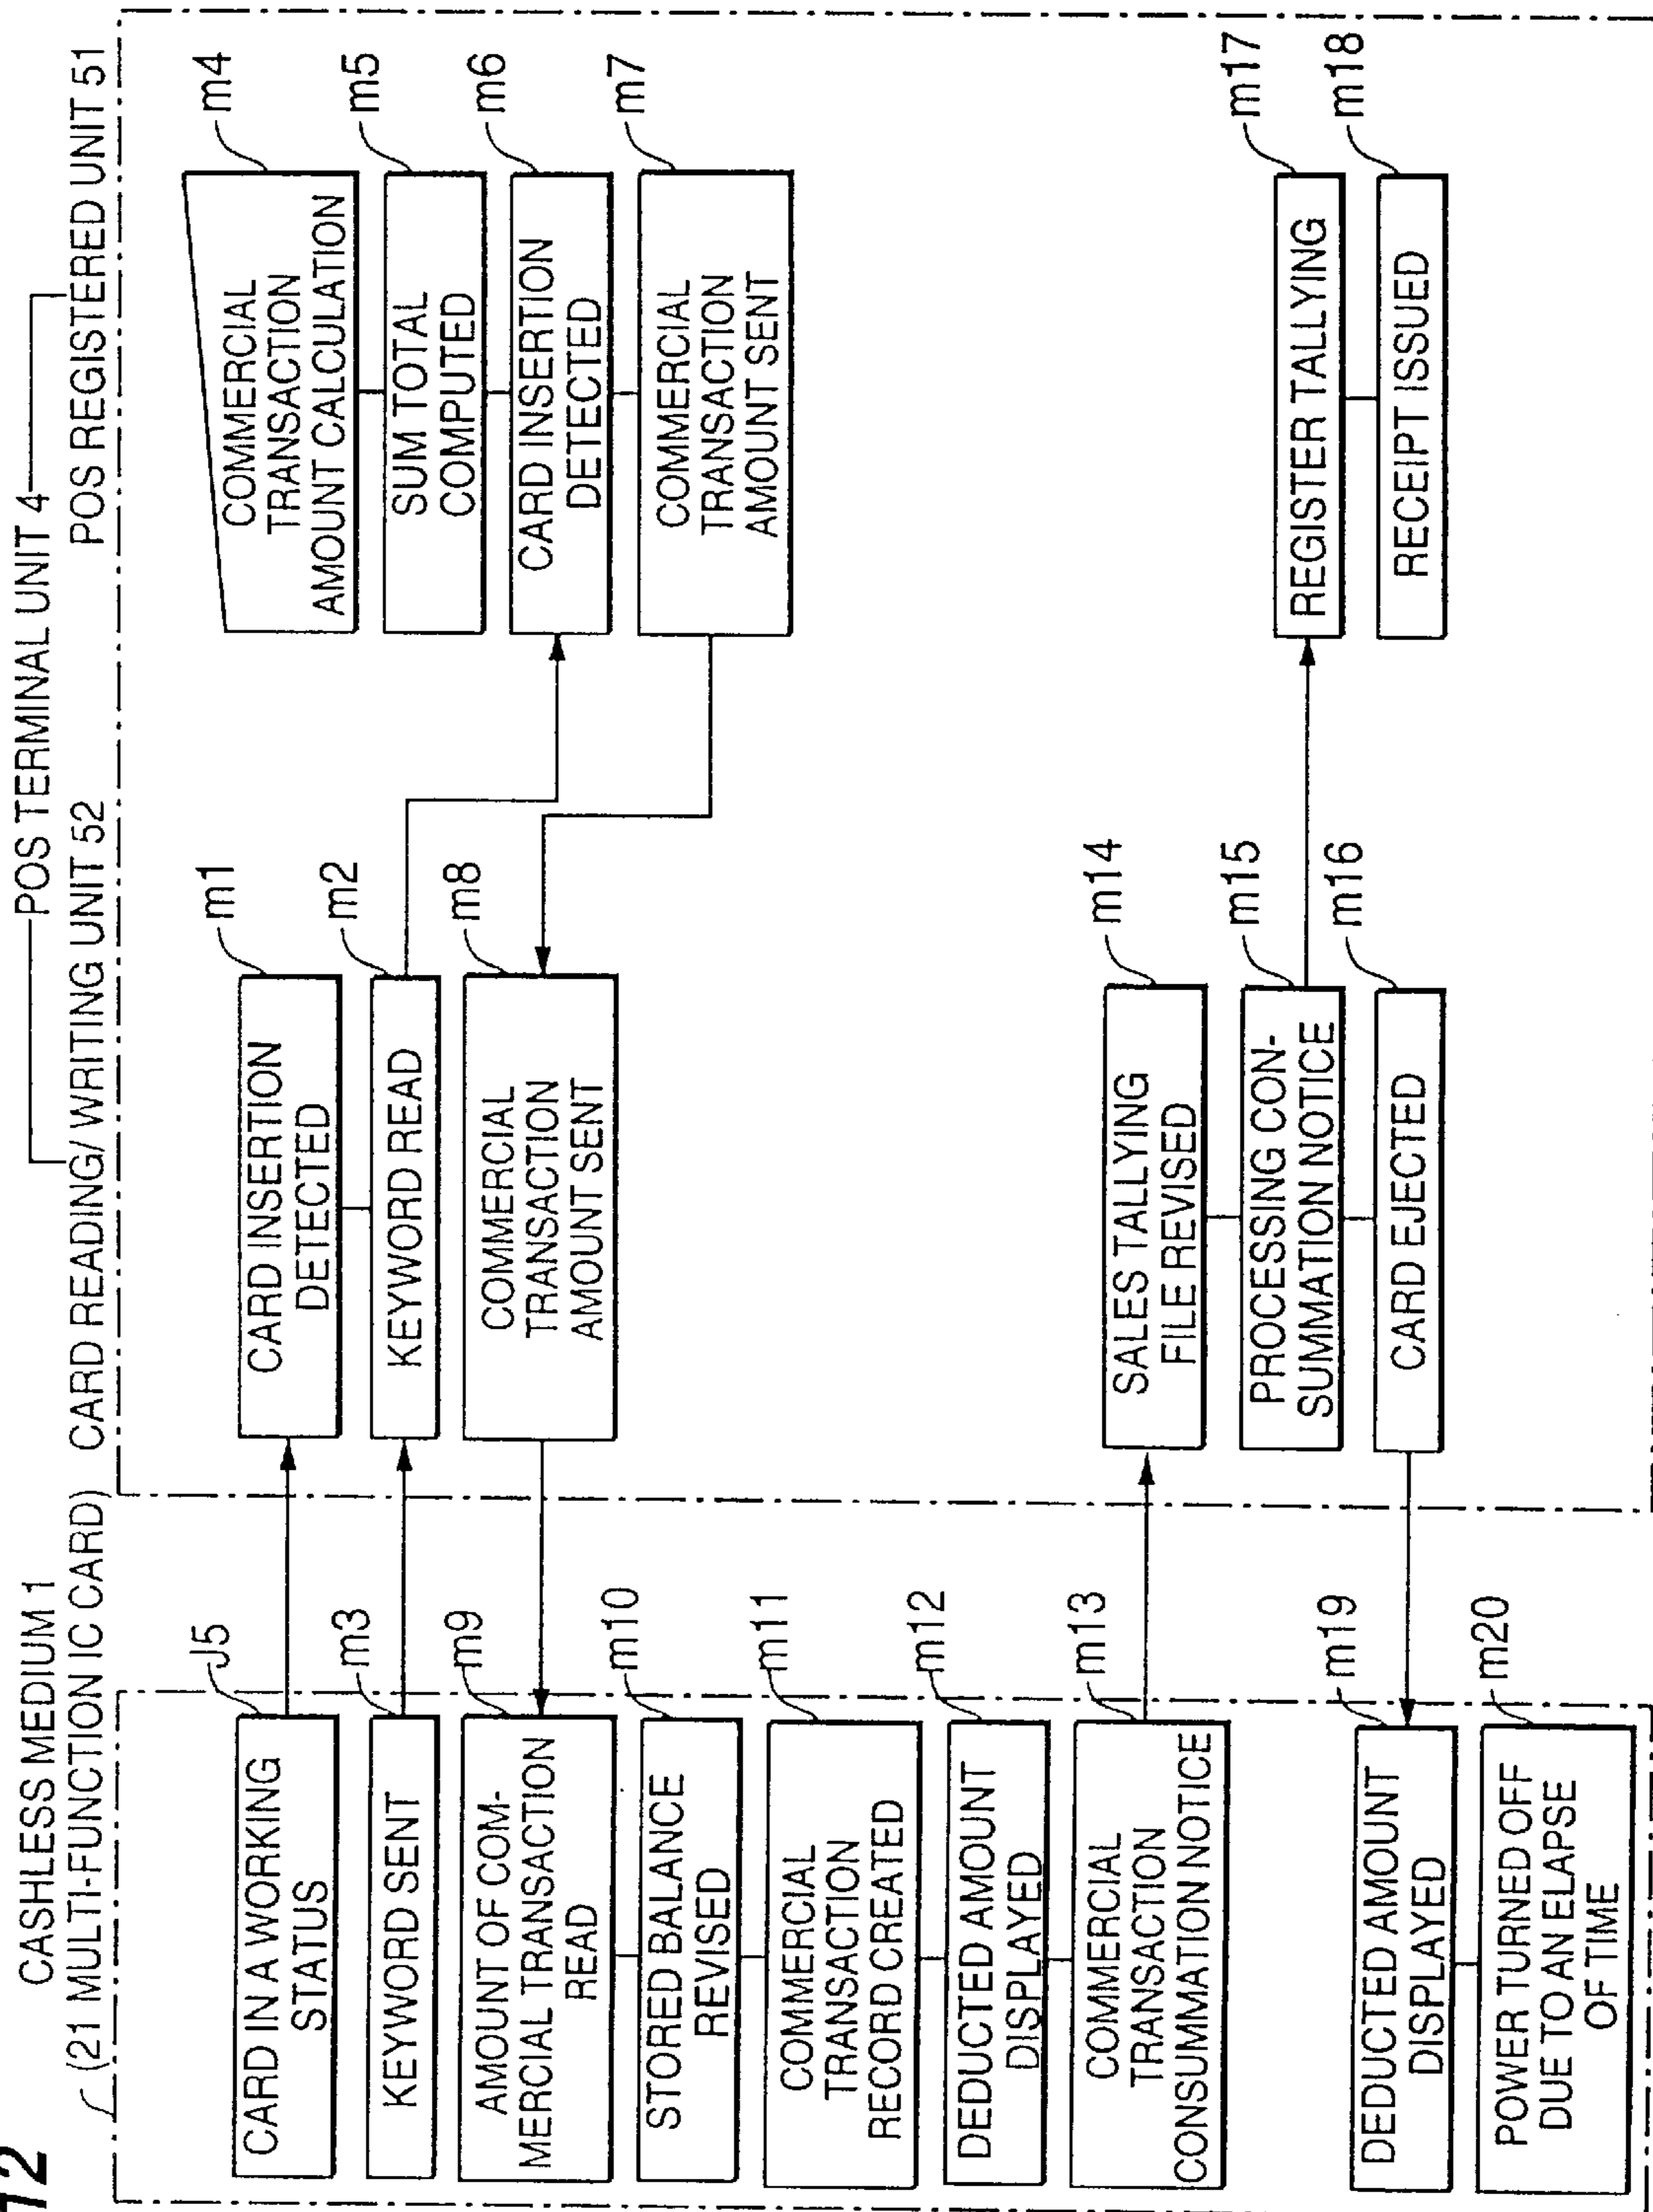 12
CASHLESS MEDIUM 1
(21 MULTI-FUNCTION IC CARD)
POS TERMINAL UNIT 4
CARD READING/WRITING UNIT 52
POS REGISTERED UNIT 51
J5
CARD IN A WORKING
STATUS
m3
KEYWORD SENT
m9
AMOUNT OF COM-
MERCIAL TRANSACTION
READ
m10
STORED BALANCE
REVISED
m11
COMMERCIAL
TRANSACTION
RECORD CREATED
m12
DEDUCTED AMOUNT
DISPLAYED
m13
COMMERCIAL
TRANSACTION
CONSUMMATION NOTICE
m19
DEDUCTED AMOUNT
DISPLAYED
m20
POWER TURNED OFF
DUE TO AN ELAPSE
OF TIME
m1
CARD INSERTION
DETECTED
m2
KEYWORD READ
m8
COMMERCIAL
TRANSACTION
AMOUNT SENT
m14
SALES TALLYING
FILE REVISED
m15
PROCESSING CON-
SUMMATION NOTICE
m16
CARD EJECTED
m4
COMMERCIAL
TRANSACTION
AMOUNT CALCULATION
m5
SUM TOTAL
COMPUTED
m6
CARD INSERTION
DETECTED
m7
COMMERCIAL
TRANSACTION
AMOUNT SENT
m17
REGISTER TALLYING
m18
RECEIPT ISSUED